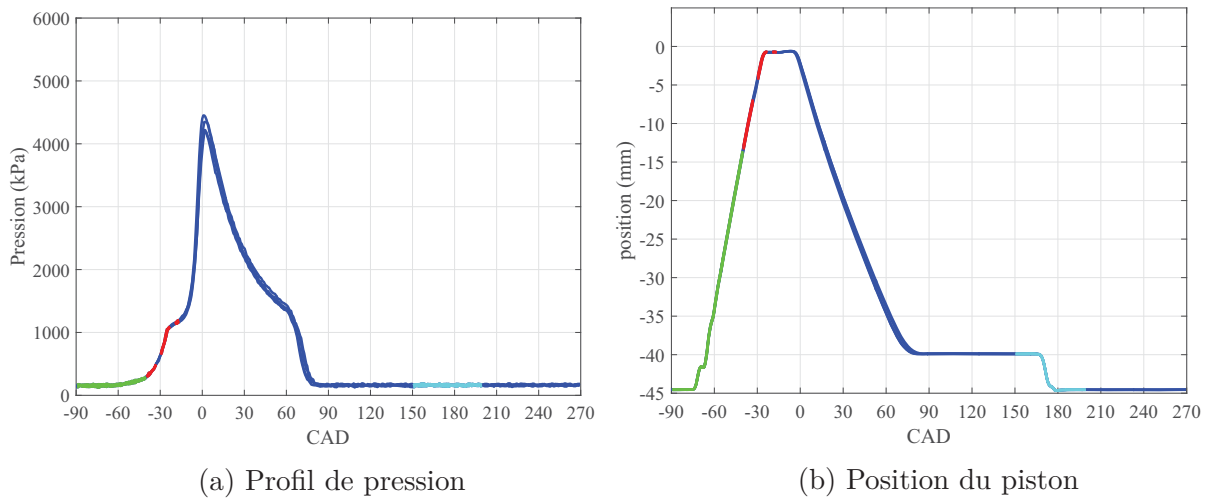 6000
5000
4000
3000
2000
1000
0
Pression (kPa)
-90 -60 -30 0 30 60 90 120 150 180 210 240 270
CAD
(a) Profil de pression
0
-5
-10
-15
-20
-25
-30
-35
-40
-45
position (mm)
-90 -60 -30 0 30 60 90 120 150 180 210 240 270
CAD
(b) Position du piston